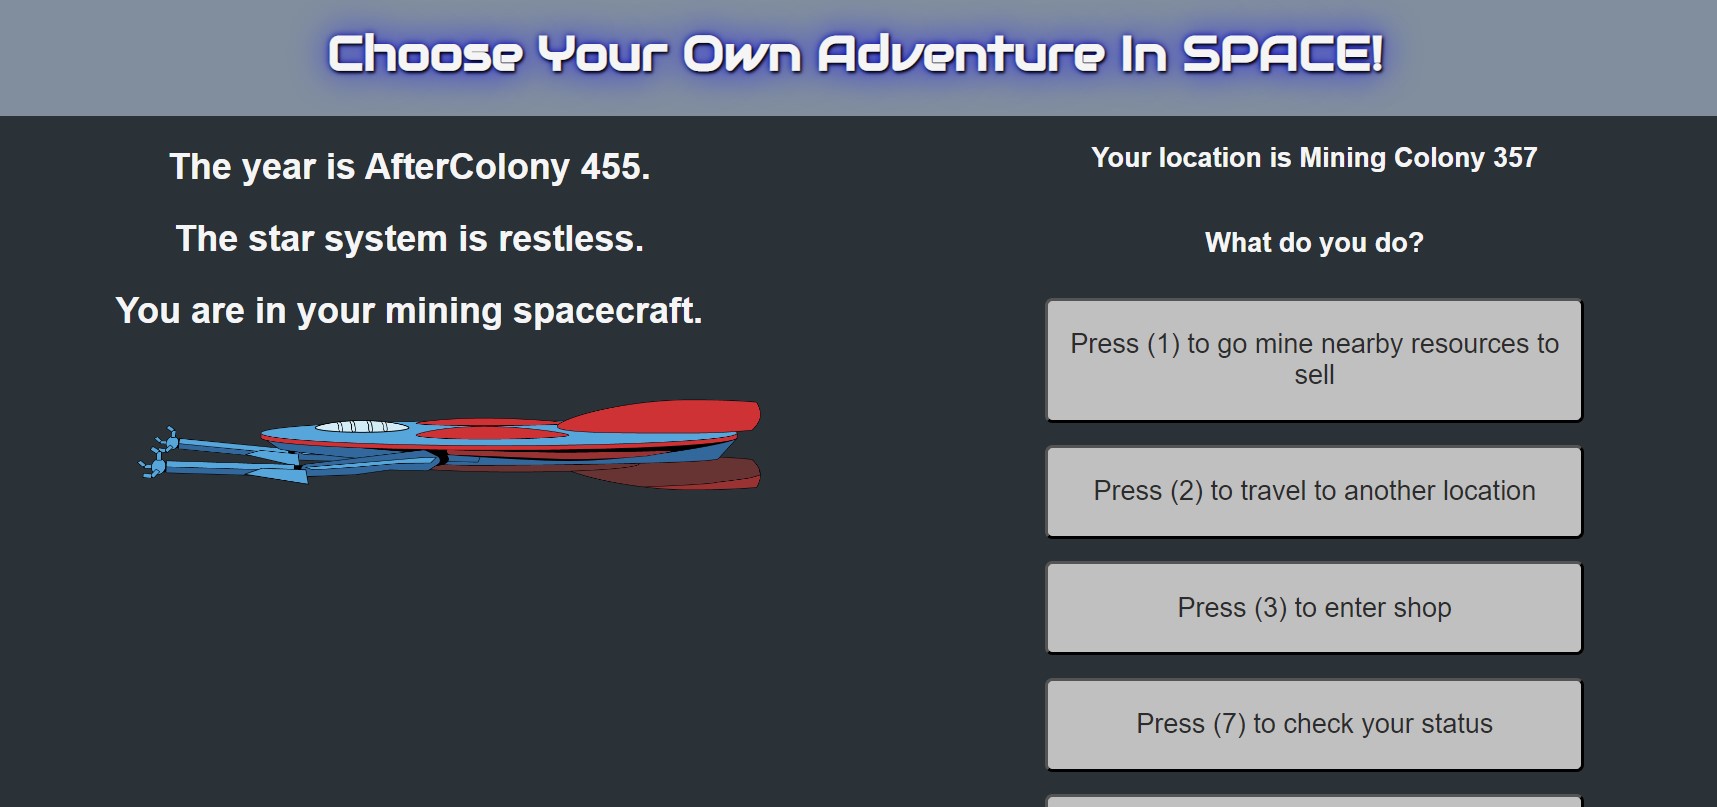 Choose Your Own Adventure In SPACE!
The year is AfterColony 455.
The star system is restless.
You are in your mining spacecraft.
Your location is Mining Colony 357
What do you do?
Press (1) to go mine nearby resources to
sell
Press (2) to travel to another location
Press (3) to enter shop
Press (7) to check your status